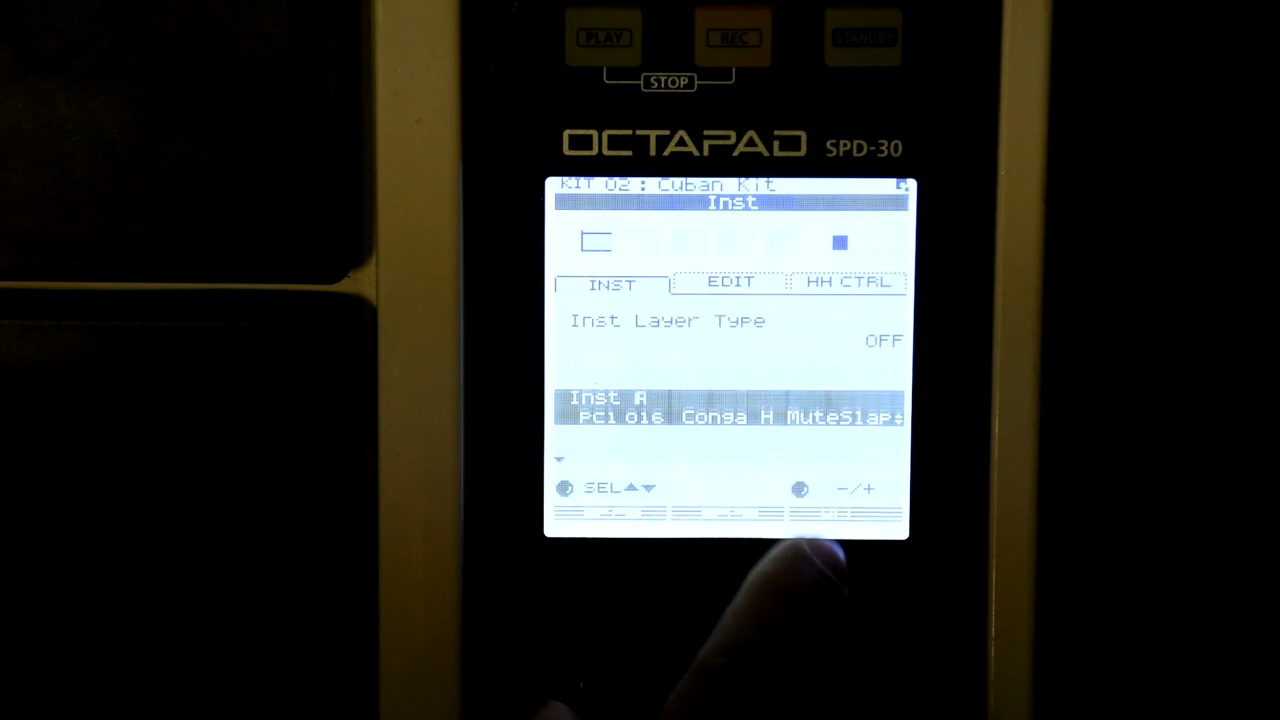 PLAY REC STANDBY
STOP
OCTAPAD SPD-30
KIT 02 : Cuban Kit
Inst
INST EDIT HH CTRL
Inst Layer Type
OFF
Inst A
PC1 016 Conga H MuteSlap
SEL -/+